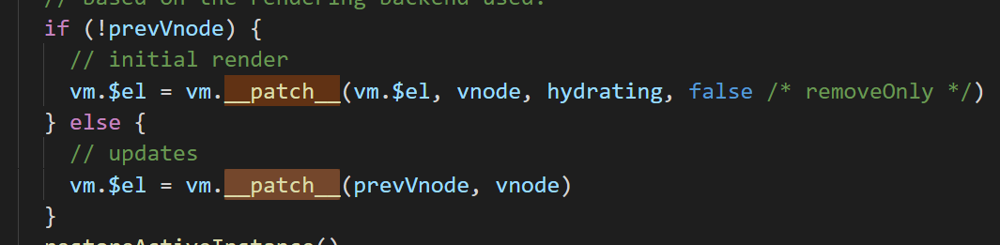 // based on the rendering backend used.
if (!prevVnode) {
// initial render
vm.$el = vm.__patch__(vm.$el, vnode, hydrating, false /* removeOnly */)
} else {
// updates
vm.$el = vm.__patch__(prevVnode, vnode)
}
restoreActiveInstance()